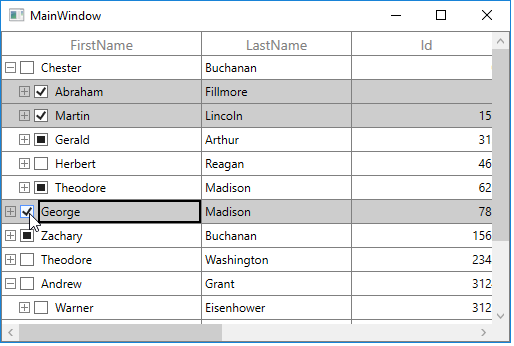 MainWindow
FirstName LastName Id
Chester Buchanan
Abraham Fillmore
Martin Lincoln 15
Gerald Arthur 31
Herbert Reagan 46
Theodore Madison 62
George Madison 78
Zachary Buchanan 156
Theodore Washington 234
Andrew Grant 312
Warner Eisenhower 312